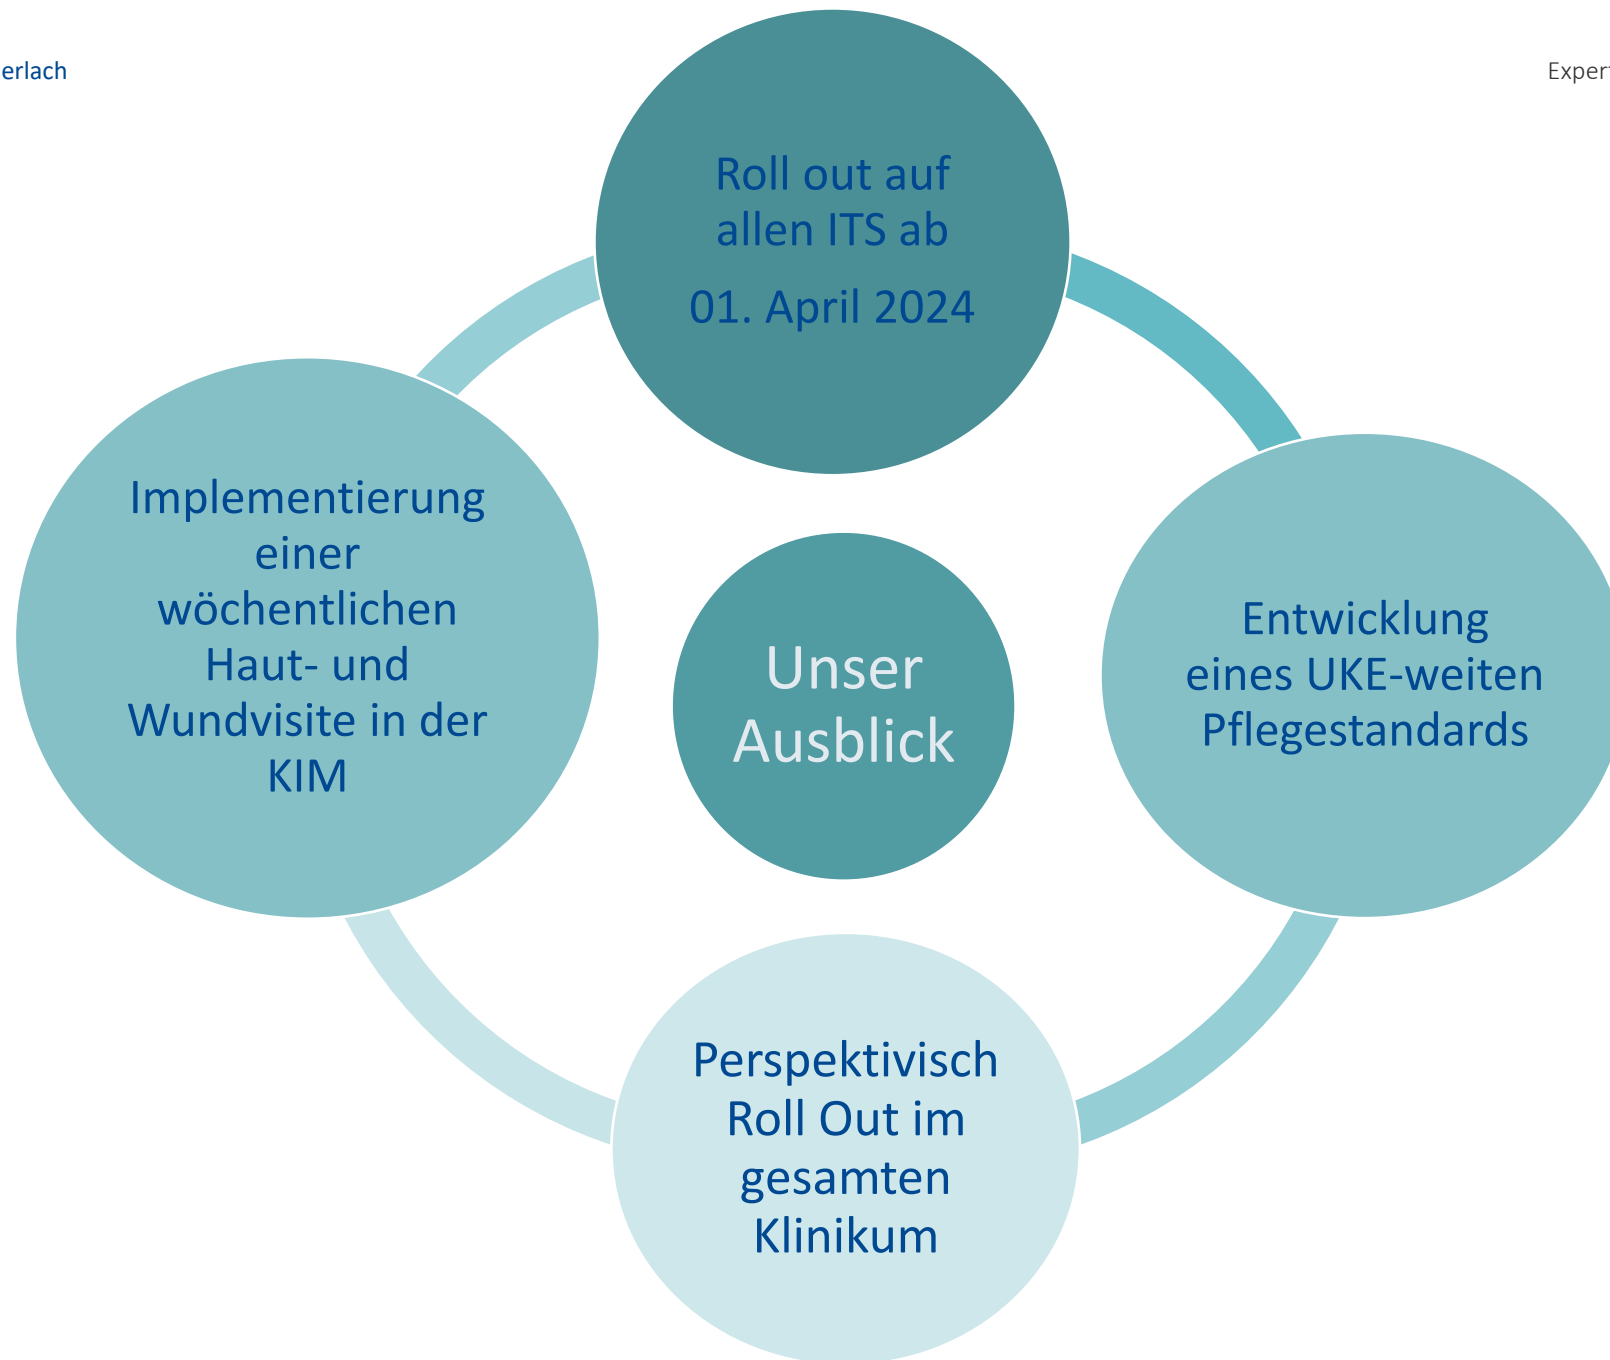 erlach
Exper
Roll out auf
allen ITS ab
01. April 2024
Implementierung
einer
wöchentlichen
Haut- und
Wundvisite in der
KIM
Unser
Ausblick
Entwicklung
eines UKE-weiten
Pflegestandards
Perspektivisch
Roll Out im
gesamten
Klinikum